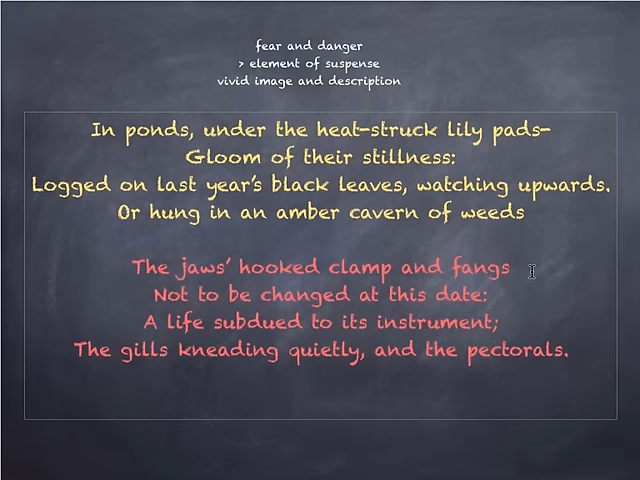 fear and danger
> element of suspense
vivid image and description
In ponds, under the heat-struck lily pads-
Gloom of their stillness:
Logged on last year's black leaves, watching upwards.
Or hung in an amber cavern of weeds
The jaws' hooked clamp and fangs
Not to be changed at this date:
A life subdued to its instrument;
The gills kneading quietly, and the pectorals.